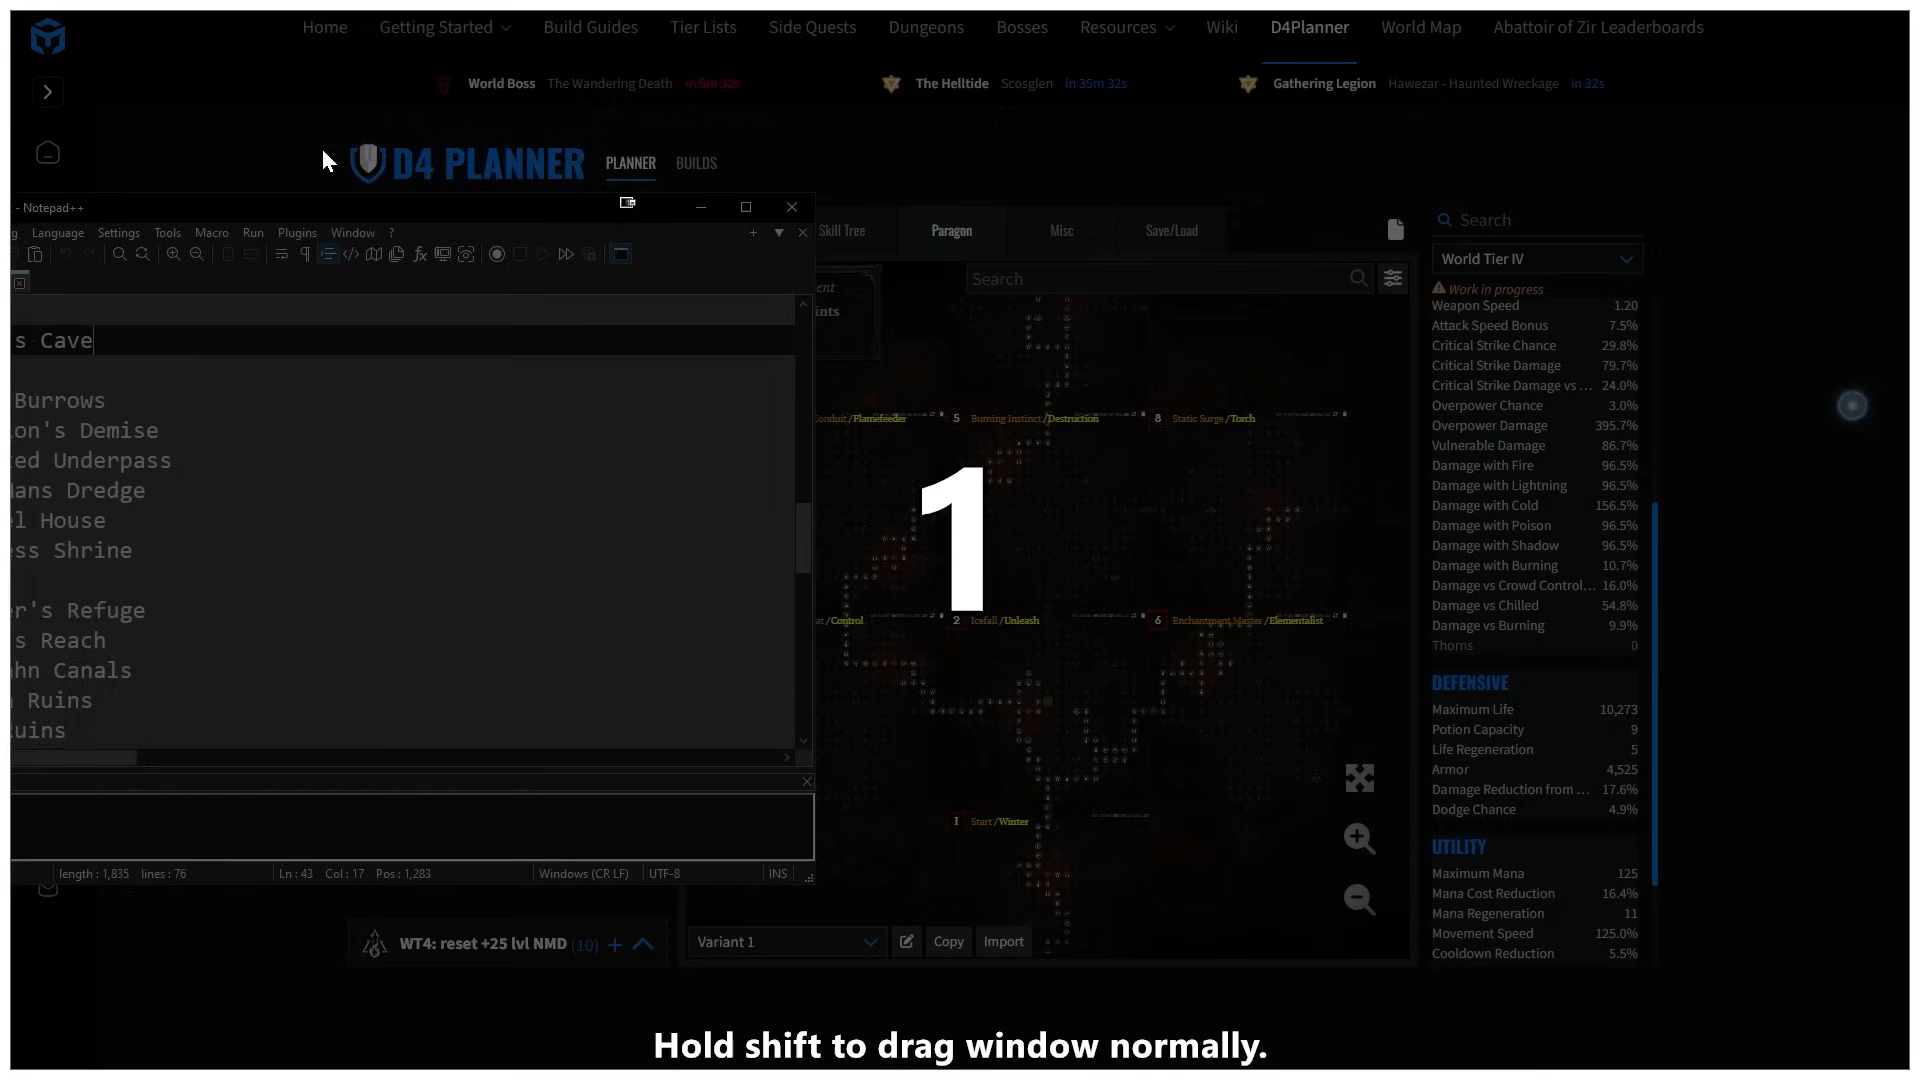 Home Getting Started Build Guides Tier Lists Side Quests Dungeons Bosses Resources Wiki D4Planner World Map Abattoir of Zir Leaderboards
World Boss The Wandering Death in 5m 32s The Helltide Scosglen in 35m 32s Gathering Legion Hawezar - Haunted Wreckage in 32s
D4 PLANNER PLANNER BUILDS
- Notepad++
Language Settings Tools Macro Run Plugins Window ?
s Cave
Burrows
on's Demise
ed Underpass
Mans Dredge
l House
ess Shrine
er's Refuge
s Reach
ahn Canals
Ruins
Ruins
length : 1,835 lines : 76 Ln : 43 Col : 17 Pos : 1,283 Windows (CR LF) UTF-8 INS
WT4: reset +25 lvl NMD (10)
Skill Tree Paragon Misc Save/Load
Search
Conduit /Flamefeeder 5 Burning Instinct /Destruction 8 Static Surge /Torch
1
/Control 2 Icefall /Unleash 6 Enchantment Master /Elementalist
1 Start /Winter
Variant 1 Copy Import
Search
World Tier IV
Work in progress
Weapon Speed 1.20
Attack Speed Bonus 7.5%
Critical Strike Chance 29.8%
Critical Strike Damage 79.7%
Critical Strike Damage vs ... 24.0%
Overpower Chance 3.0%
Overpower Damage 395.7%
Vulnerable Damage 86.7%
Damage with Fire 96.5%
Damage with Lightning 96.5%
Damage with Cold 156.5%
Damage with Poison 96.5%
Damage with Shadow 96.5%
Damage with Burning 10.7%
Damage vs Crowd Control... 16.0%
Damage vs Chilled 54.8%
Damage vs Burning 9.9%
Thorns 0
DEFENSIVE
Maximum Life 10,273
Potion Capacity 9
Life Regeneration 5
Armor 4,525
Damage Reduction from ... 17.6%
Dodge Chance 4.9%
UTILITY
Maximum Mana 125
Mana Cost Reduction 16.4%
Mana Regeneration 11
Movement Speed 125.0%
Cooldown Reduction 5.5%
Hold shift to drag window normally.